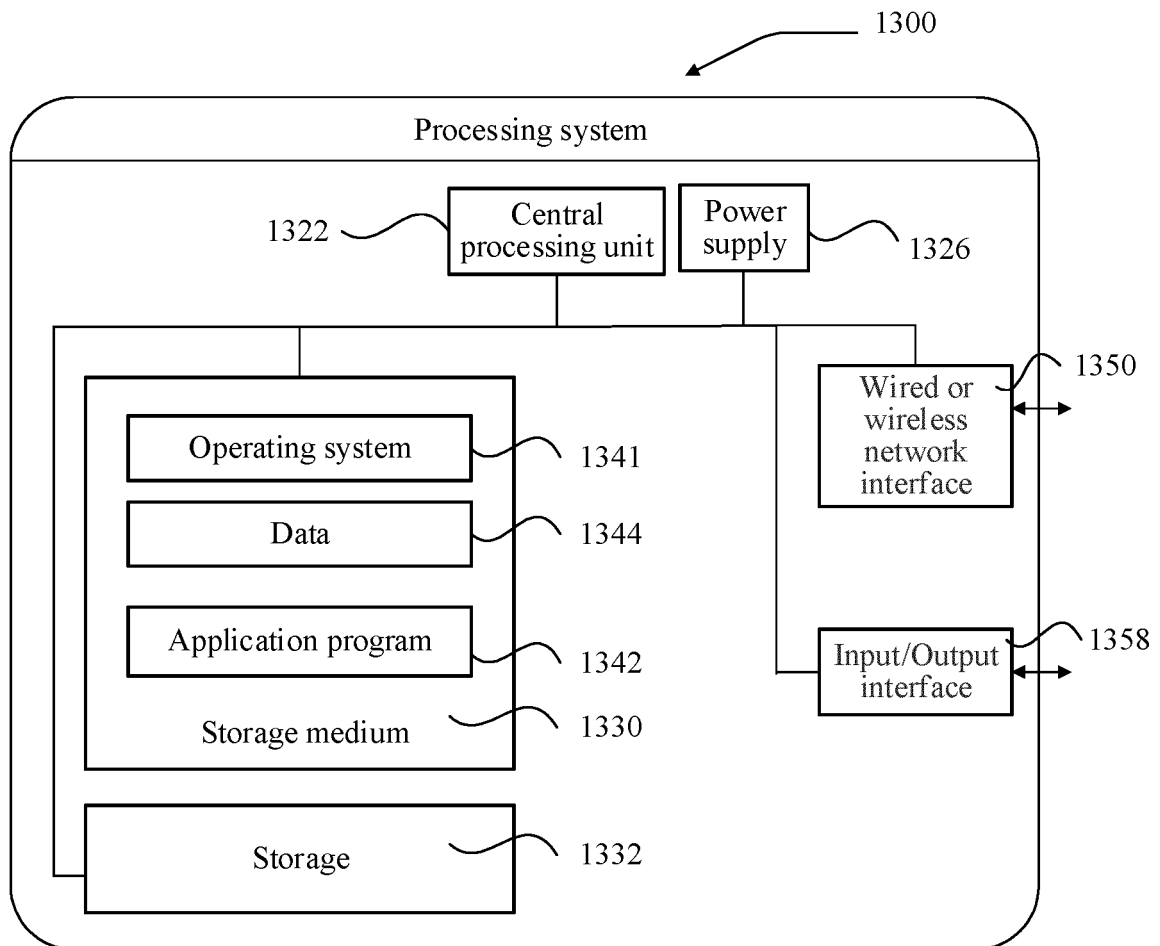 1300
Processing system
1322
Central
processing unit
Power
supply
1326
Operating system
1341
Data
1344
Application program
1342
Storage medium
1330
Storage
1332
Wired or
wireless
network
interface
1350
Input/Output
interface
1358